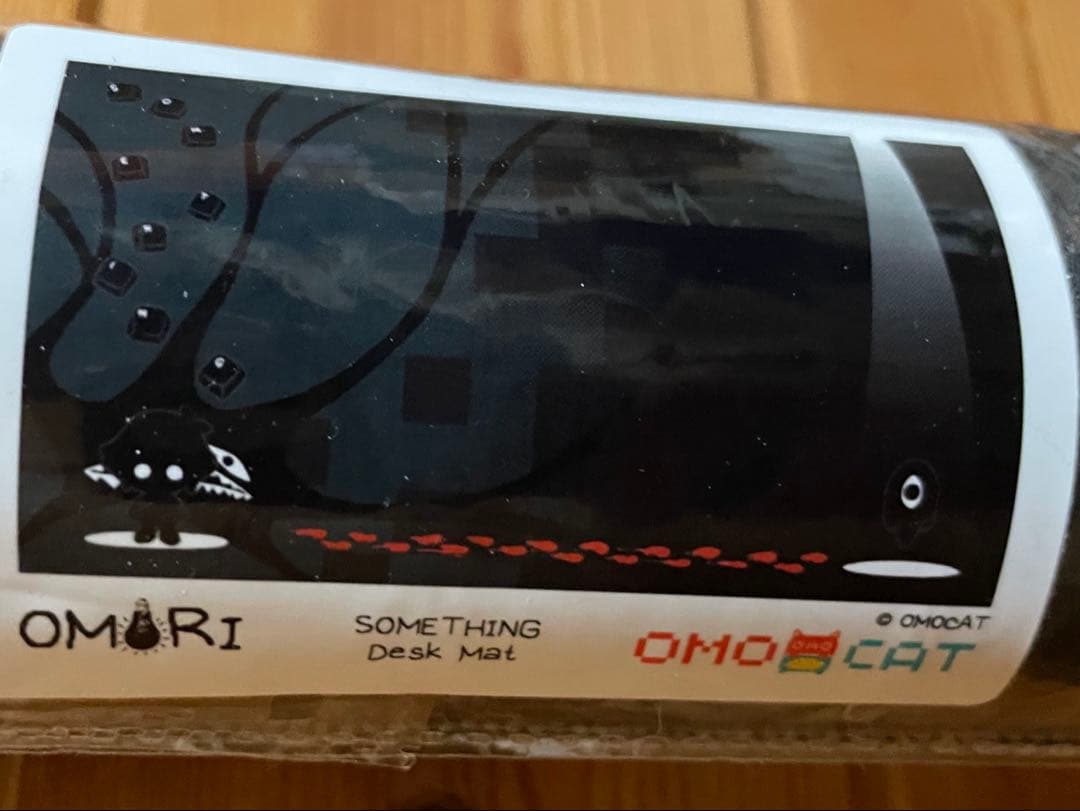 © OMOCAT
OMORI
SOMETHING
Desk Mat
OMOCAT